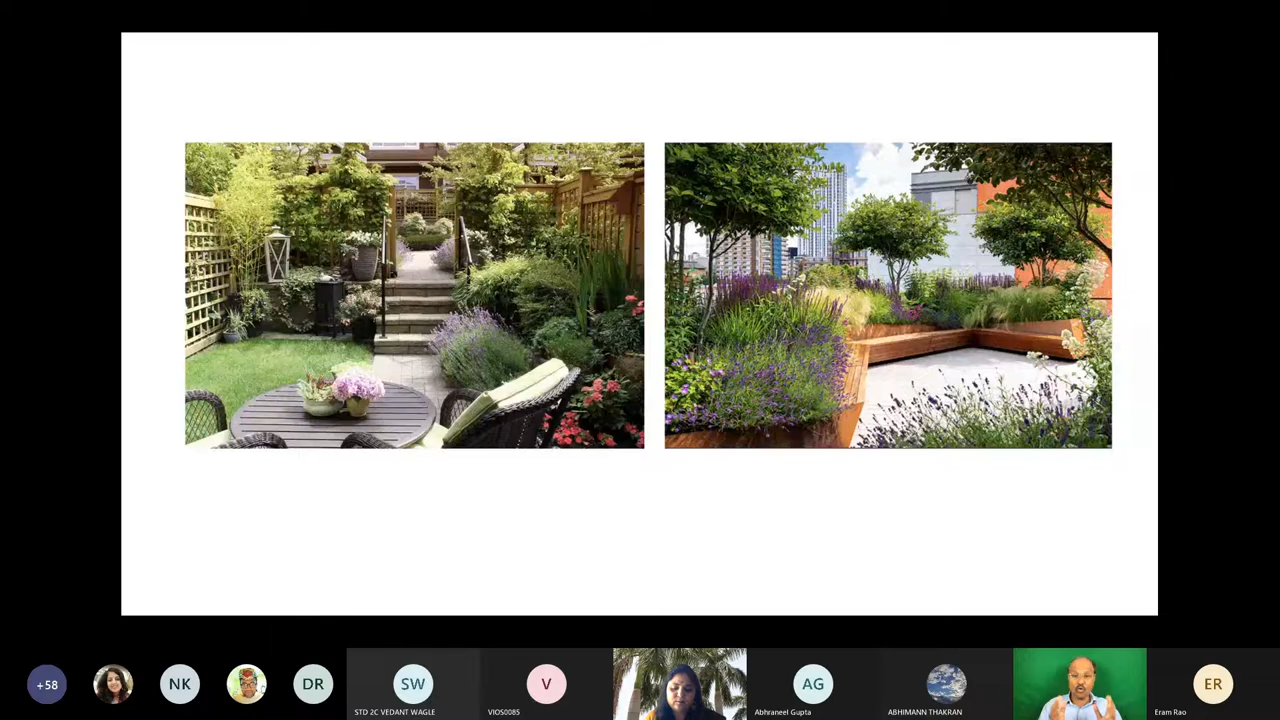 +58
NK
DR
SW
STD 2C VEDANT WAGLE
V
VIOS0085
AG
Abhraneel Gupta
ABHIMANN THAKRAN
ER
Eram Rao